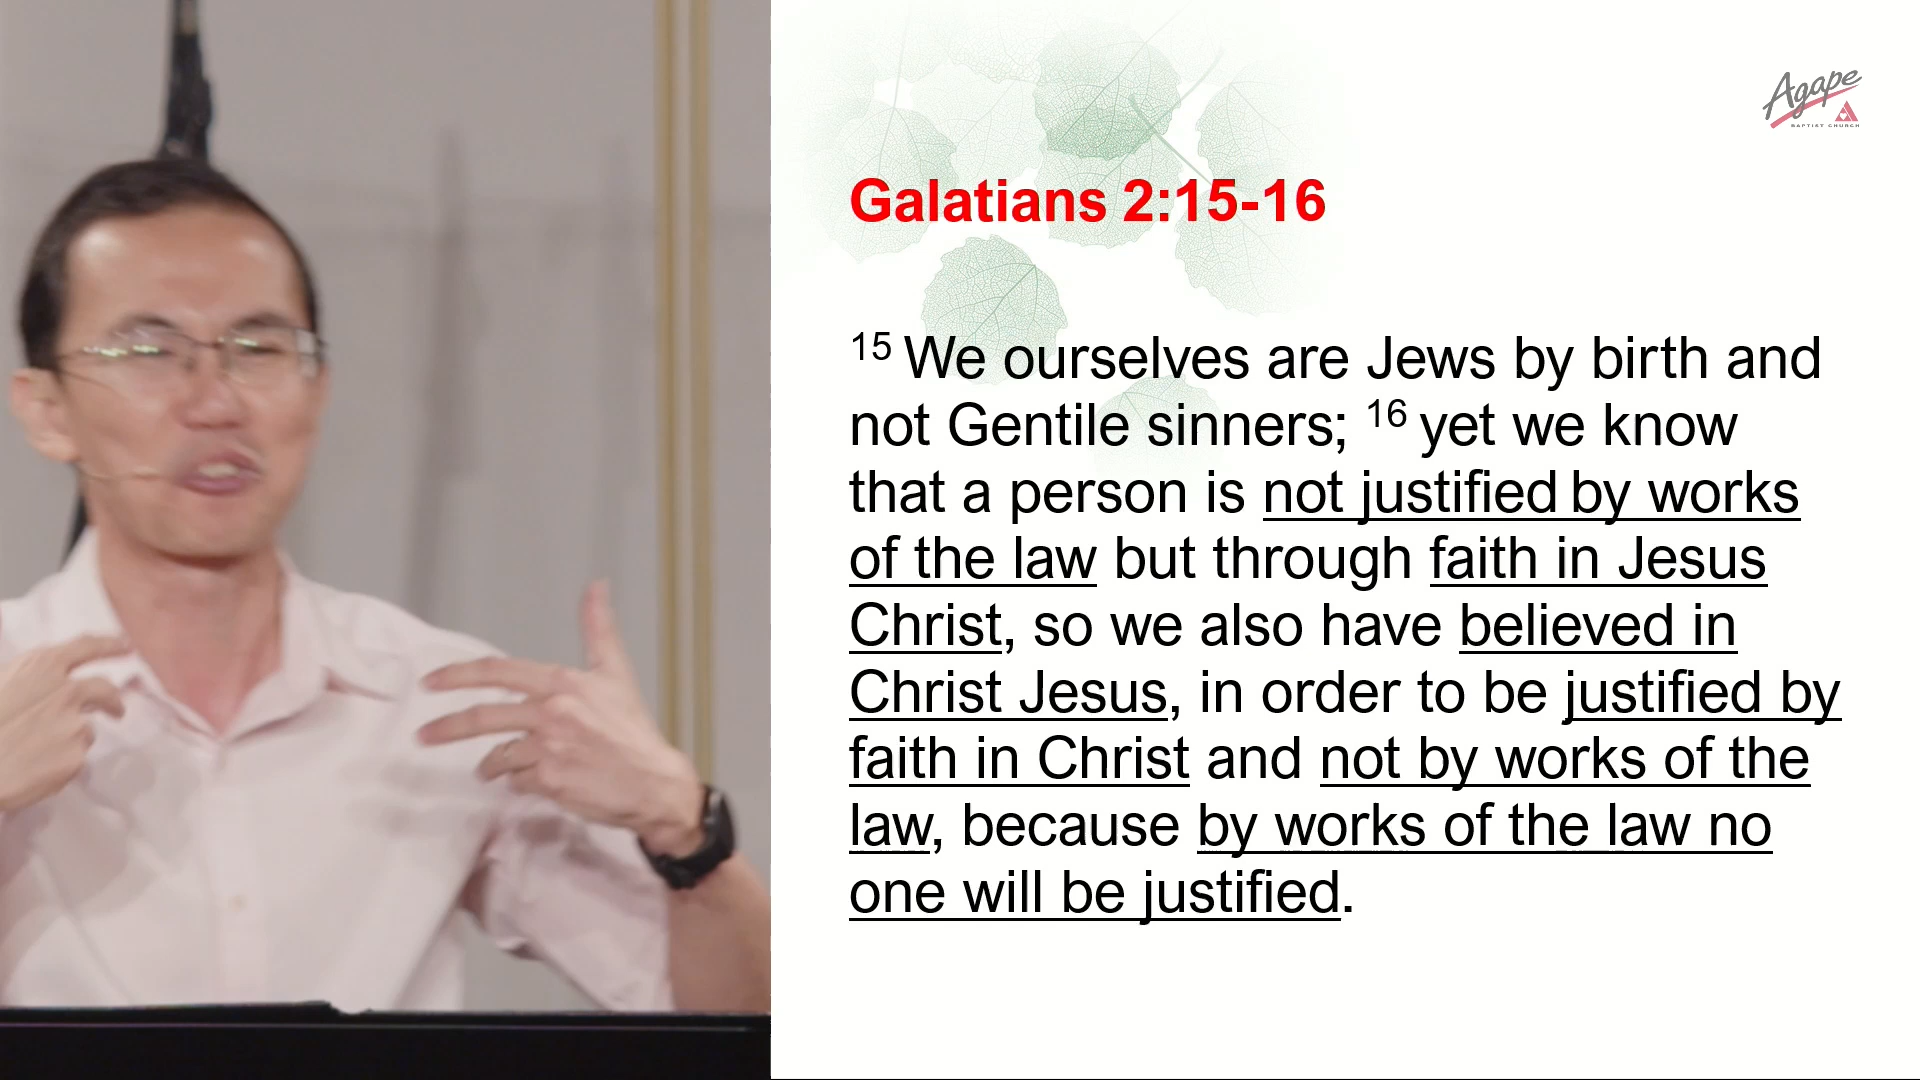 Agape
BAPTIST CHURCH
Galatians 2:15-16
15 We ourselves are Jews by birth and
not Gentile sinners; 16 yet we know
that a person is not justified by works
of the law but through faith in Jesus
Christ, so we also have believed in
Christ Jesus, in order to be justified by
faith in Christ and not by works of the
law, because by works of the law no
one will be justified.